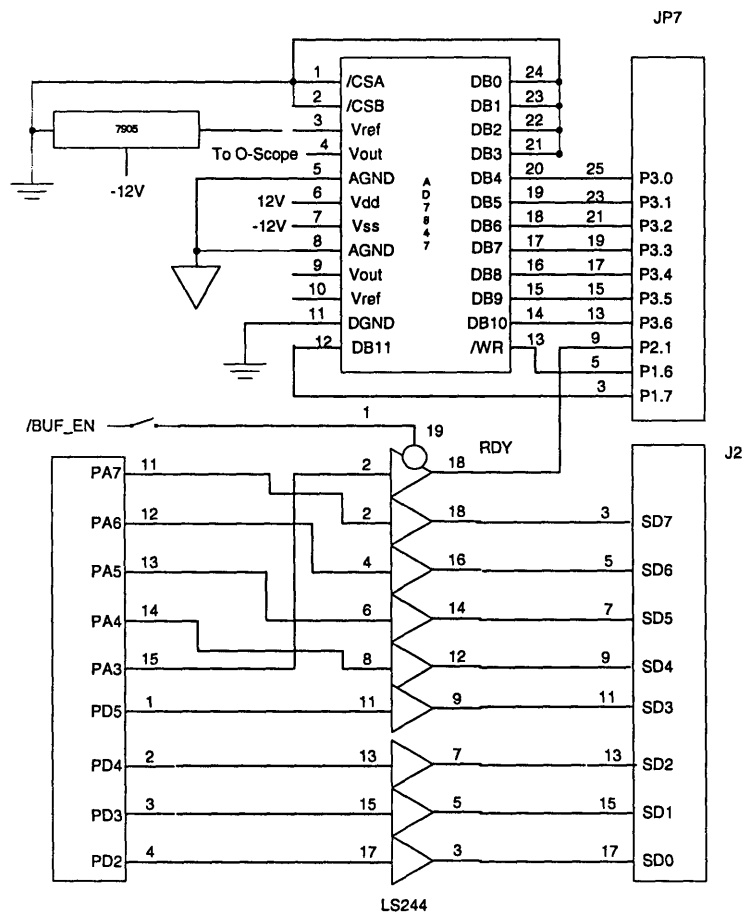 JP7
1 /CSA DB0 24
2 /CSB DB1 23
7905 3 Vref DB2 22
To O-Scope 4 Vout DB3 21
-12V
5 AGND DB4 20 25 P3.0
12V 6 Vdd DB5 19 23 P3.1
-12V 7 Vss DB6 18 21 P3.2
8 AGND DB7 17 19 P3.3
9 Vout DB8 16 17 P3.4
10 Vref DB9 15 15 P3.5
11 DGND DB10 14 13 P3.6
12 DB11 /WR 13 9 P2.1
5 P1.6
3 P1.7
AD7847
/BUF_EN 1 19
J2
2 18 RDY
PA7 11 2 18 3 SD7
PA6 12 4 16 5 SD6
PA5 13 6 14 7 SD5
PA4 14 8 12 9 SD4
PA3 15
PD5 1 11 9 11 SD3
PD4 2 13 7 13 SD2
PD3 3 15 5 15 SD1
PD2 4 17 3 17 SD0
LS244